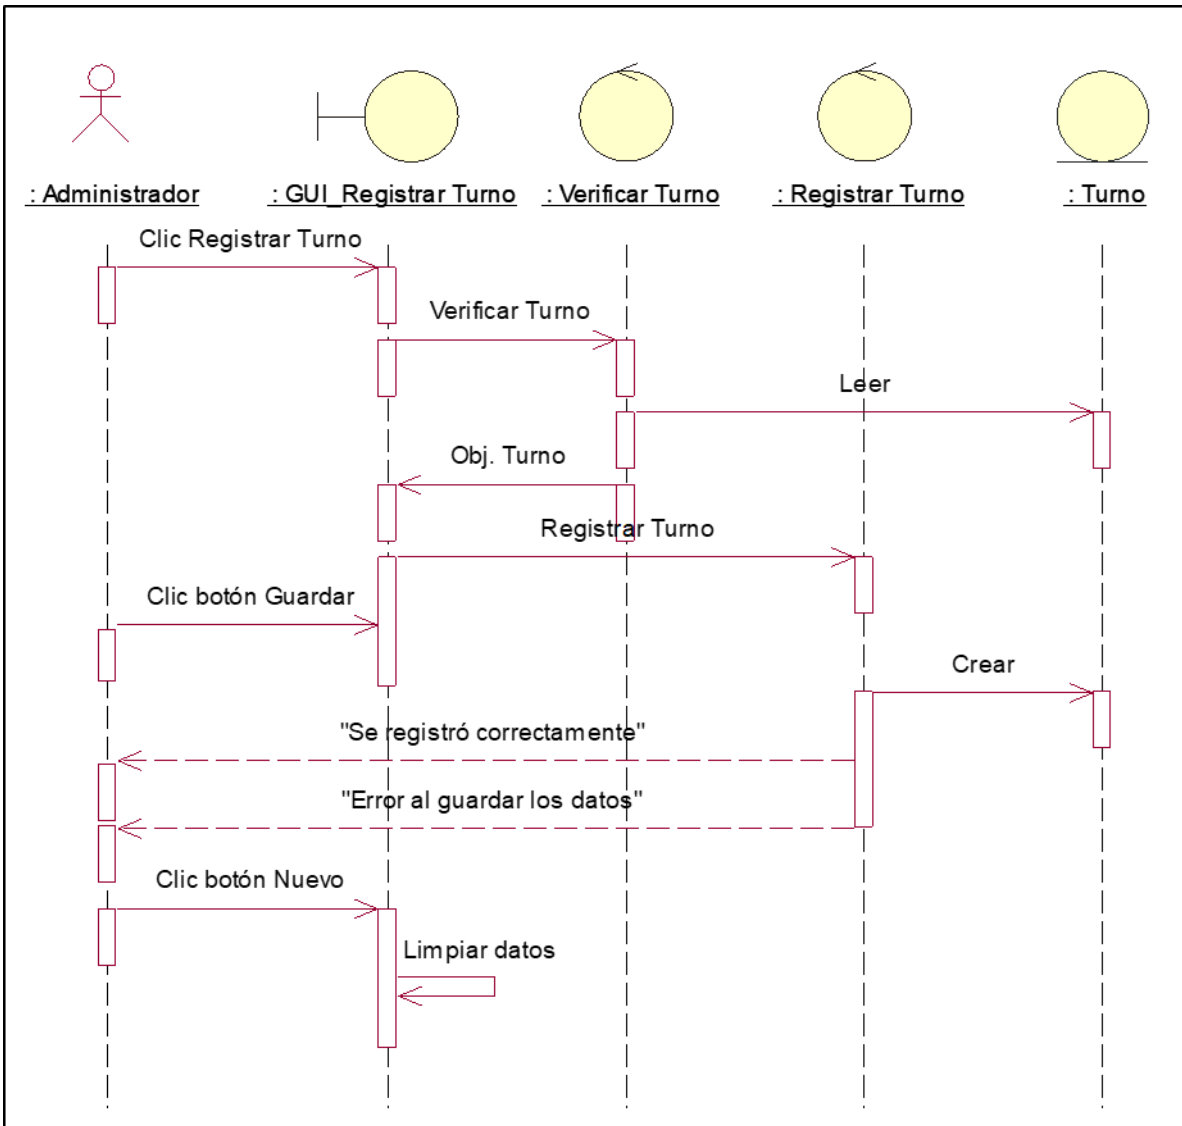 : Administrador
: GUI_Registrar Turno
: Verificar Turno
: Registrar Turno
: Turno
Clic Registrar Turno
Verificar Turno
Leer
Obj. Turno
Registrar Turno
Clic botón Guardar
Crear
"Se registró correctamente"
"Error al guardar los datos"
Clic botón Nuevo
Limpiar datos